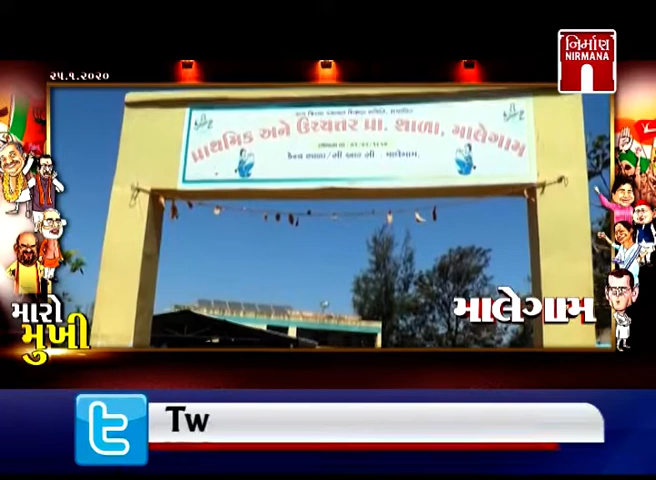 ૨૫.૧.૨૦૨૦
નિર્માણ
NIRMANA
પ્રાથમિક અને ઉચ્ચતર પ્રા. શાળા, માલેગામ
માલેગામ
મારો
મુખી
Tw